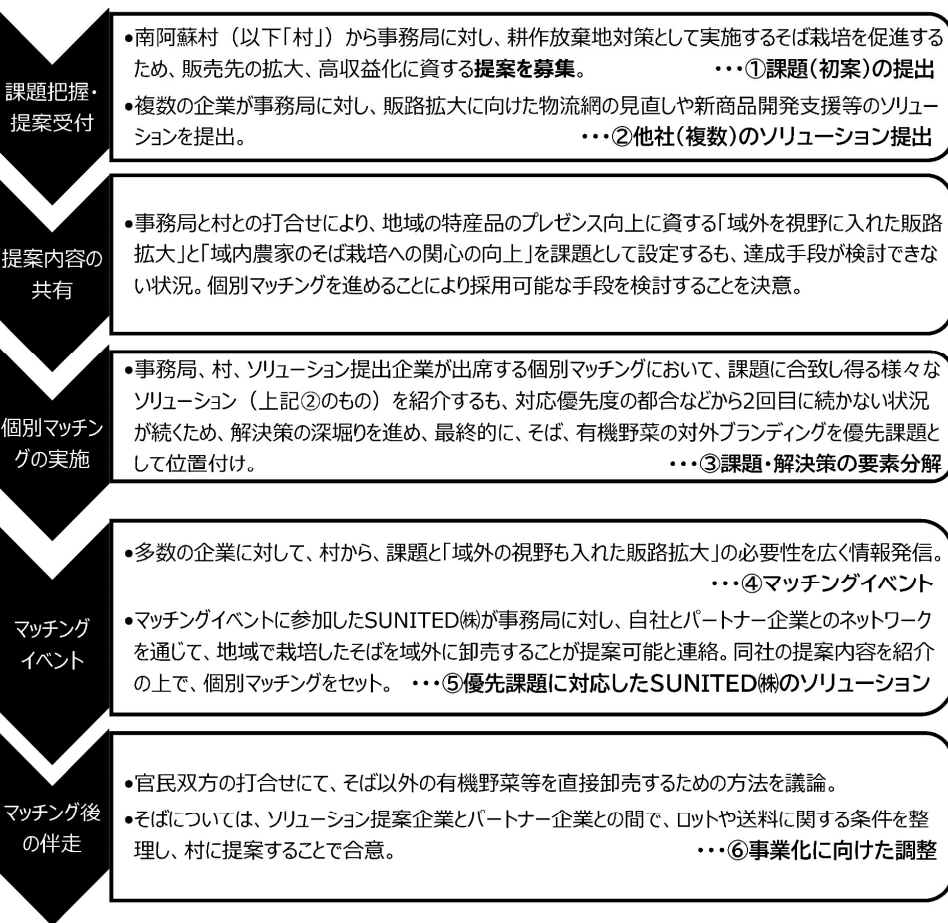 課題把握・
提案受付
•南阿蘇村（以下「村」）から事務局に対し、耕作放棄地対策として実施するそば栽培を促進する
ため、販売先の拡大、高収益化に資する提案を募集。 ･･･①課題(初案)の提出
•複数の企業が事務局に対し、販路拡大に向けた物流網の見直しや新商品開発支援等のソリュー
ションを提出。 ･･･②他社(複数)のソリューション提出
提案内容の
共有
•事務局と村との打合せにより、地域の特産品のプレゼンス向上に資する「域外を視野に入れた販路
拡大」と「域内農家のそば栽培への関心の向上」を課題として設定するも、達成手段が検討できな
い状況。個別マッチングを進めることにより採用可能な手段を検討することを決意。
個別マッチン
グの実施
•事務局、村、ソリューション提出企業が出席する個別マッチングにおいて、課題に合致し得る様々な
ソリューション（上記②のもの）を紹介するも、対応優先度の都合などから2回目に続かない状況
が続くため、解決策の深堀りを進め、最終的に、そば、有機野菜の対外ブランディングを優先課題と
して位置付け。 ･･･③課題・解決策の要素分解
マッチング
イベント
•多数の企業に対して、村から、課題と「域外の視野も入れた販路拡大」の必要性を広く情報発信。
･･･④マッチングイベント
•マッチングイベントに参加したSUNITED㈱が事務局に対し、自社とパートナー企業とのネットワーク
を通じて、地域で栽培したそばを域外に卸売することが提案可能と連絡。同社の提案内容を紹介
の上で、個別マッチングをセット。 ･･･⑤優先課題に対応したSUNITED㈱のソリューション
マッチング後
の伴走
•官民双方の打合せにて、そば以外の有機野菜等を直接卸売するための方法を議論。
•そばについては、ソリューション提案企業とパートナー企業との間で、ロットや送料に関する条件を整
理し、村に提案することで合意。 ･･･⑥事業化に向けた調整